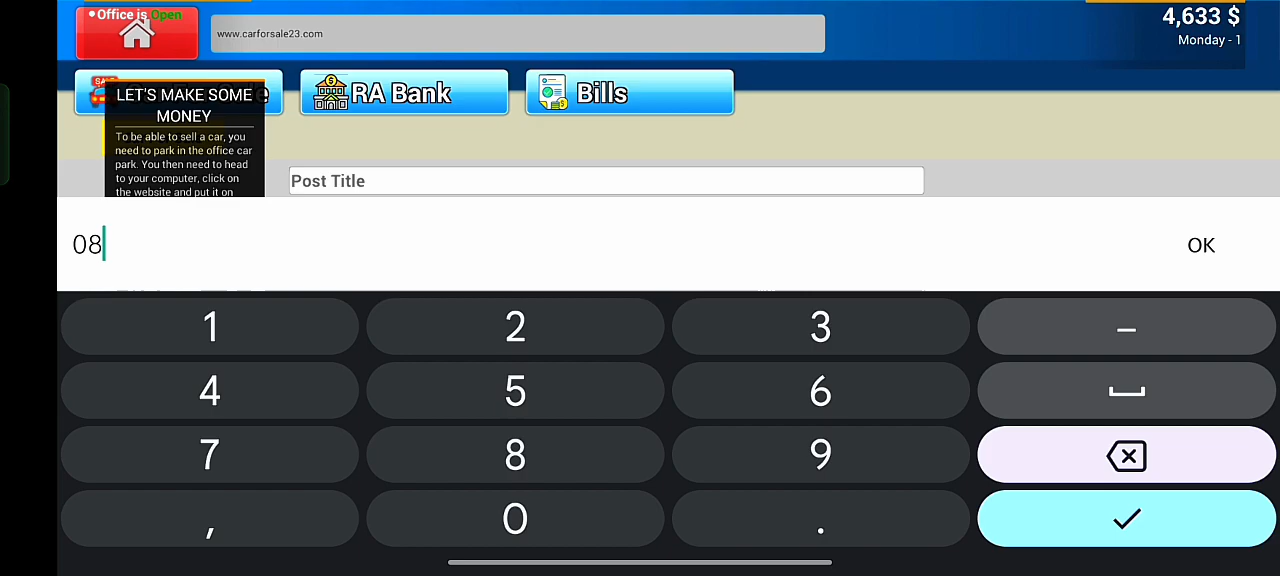 Office is Open
www.carforsale23.com
4,633 $
Monday - 1
RA Bank
Bills
LET'S MAKE SOME
MONEY
To be able to sell a car, you
need to park in the office car
park. You then need to head
to your computer, click on
the website and put it on
Post Title
08
OK
1
2
3
–
4
5
6
7
8
9
,
0
.